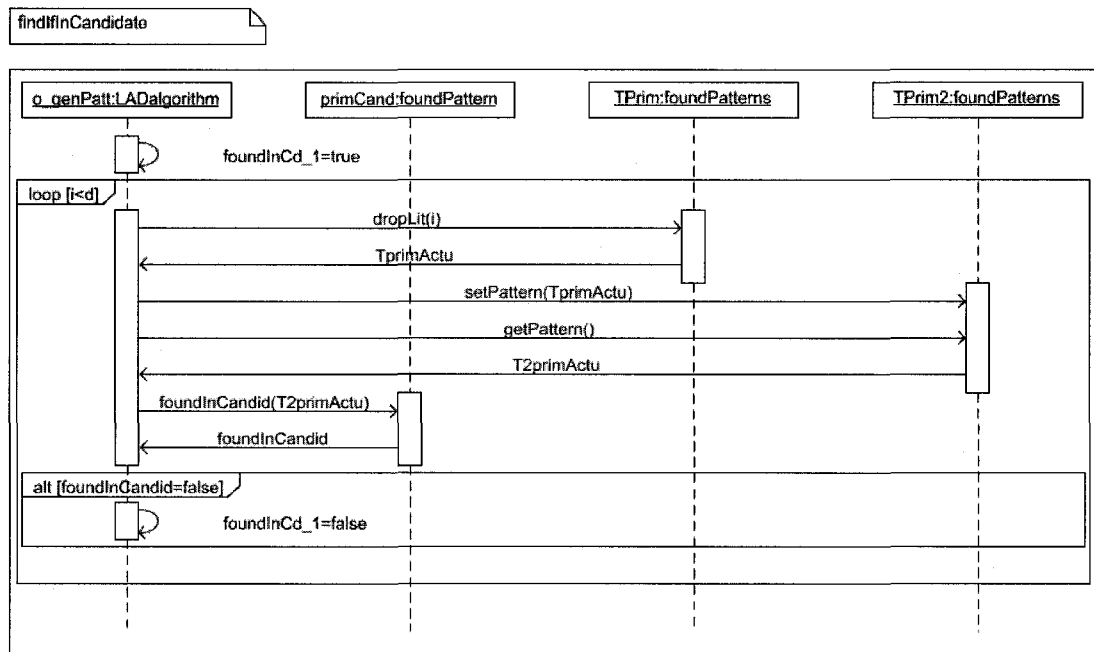 findIfInCandidate
o_genPatt:LADalgorithm
primCand:foundPattern
TPrim:foundPatterns
TPrim2:foundPatterns
foundInCd_1=true
loop [i<d]
dropLit(i)
TprimActu
setPattern(TprimActu)
getPattern()
T2primActu
foundInCandid(T2primActu)
foundInCandid
alt [foundInCandid=false]
foundInCd_1=false